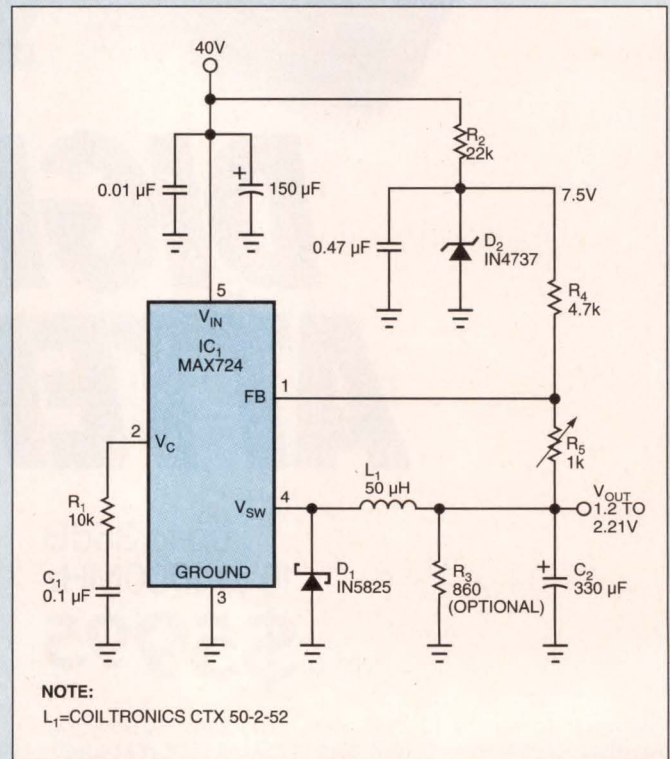 40V
R2
22k
0.01 µF
+
150 µF
7.5V
0.47 µF
D2
IN4737
R4
4.7k
5
VIN
IC1
MAX724
FB
1
2
VC
R5
1k
R1
10k
L1
50 µH
VSW
4
VOUT
1.2 TO
2.21V
C1
0.1 µF
GROUND
3
D1
IN5825
R3
860
(OPTIONAL)
+
C2
330 µF
NOTE:
L1=COILTRONICS CTX 50-2-52